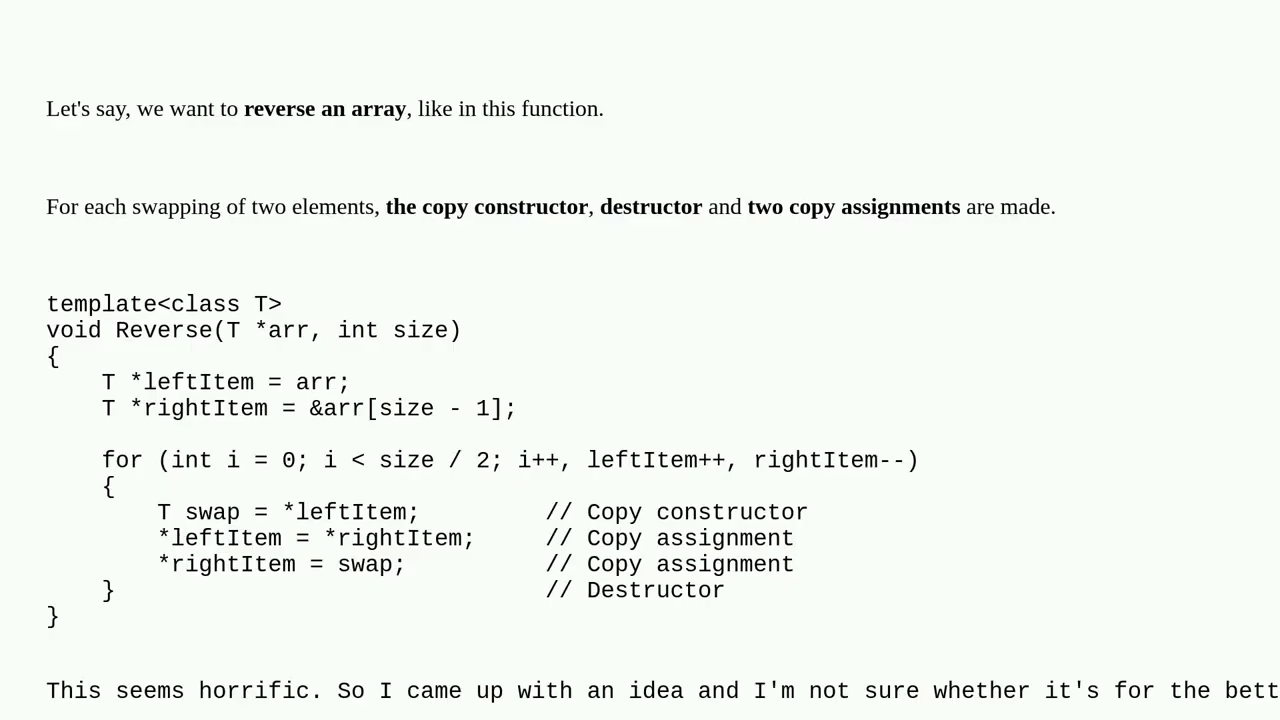 Let's say, we want to reverse an array, like in this function.
For each swapping of two elements, the copy constructor, destructor and two copy assignments are made.
template<class T>
void Reverse(T *arr, int size)
{
    T *leftItem = arr;
    T *rightItem = &arr[size - 1];
    for (int i = 0; i < size / 2; i++, leftItem++, rightItem--)
    {
        T swap = *leftItem;         // Copy constructor
        *leftItem = *rightItem;     // Copy assignment
        *rightItem = swap;          // Copy assignment
    }                               // Destructor
}
This seems horrific. So I came up with an idea and I'm not sure whether it's for the bett